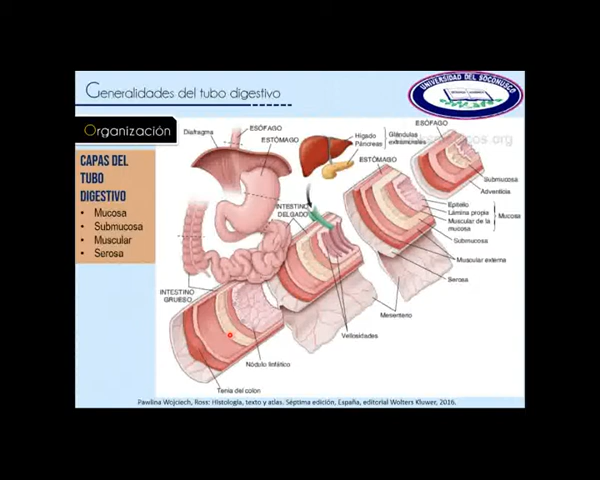 Generalidades del tubo digestivo
UNIVERSIDAD DEL SOCONUSCO
Organización
CAPAS DEL
TUBO
DIGESTIVO
• Mucosa
• Submucosa
• Muscular
• Serosa
Diafragma
ESÓFAGO
ESTÓMAGO
Hígado
Páncreas
Glándulas
extramurales
ESÓFAGO
ESTÓMAGO
Submucosa
Adventicia
INTESTINO
DELGADO
Epitelio
Lámina propia
Muscular de la
mucosa
Mucosa
Submucosa
Muscular externa
Serosa
INTESTINO
GRUESO
Mesenterio
Vellosidades
Nódulo linfático
Tenia del colon
Pawlina Wojciech, Ross: Histología, texto y atlas. Séptima edición, España, editorial Wolters Kluwer, 2016.